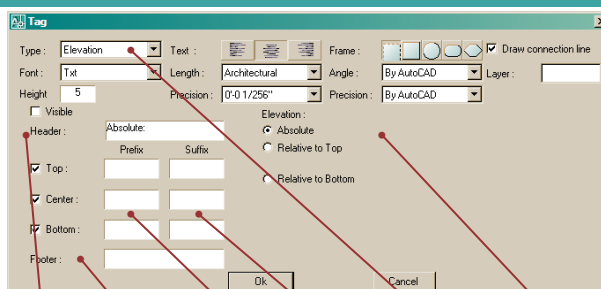 Tag
Type : Elevation Text : Frame : Draw connection line
Font : Txt Length : Architectural Angle : By AutoCAD Layer :
Height 5 Precision : 0'-0 1/256" Precision : By AutoCAD
Visible Elevation :
Header : Absolute: Absolute
Prefix Suffix Relative to Top
Top :
Relative to Bottom
Center :
Bottom :
Footer :
Ok Cancel